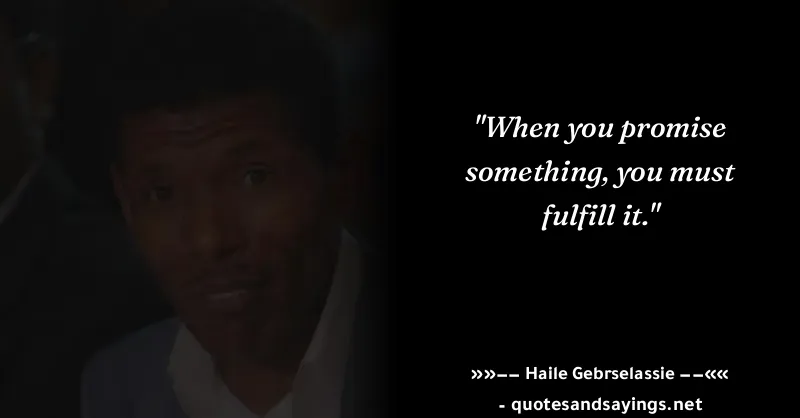 "When you promise
something, you must
fulfill it."
»»–– Haile Gebrselassie ––««
- quotesandsayings.net